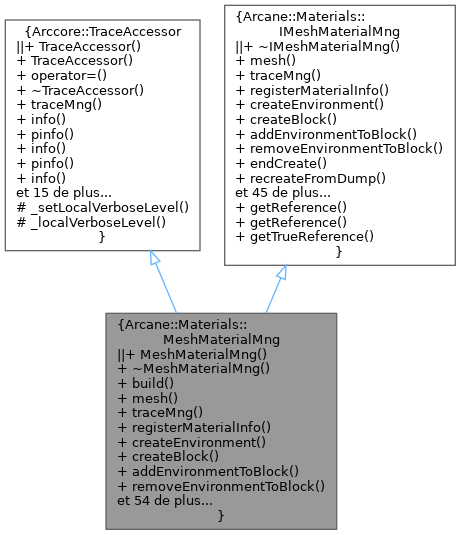 {Arccore::TraceAccessor
||+ TraceAccessor()
+ TraceAccessor()
+ operator=()
+ ~TraceAccessor()
+ traceMng()
+ info()
+ pinfo()
+ info()
+ pinfo()
+ info()
et 15 de plus...
# _setLocalVerboseLevel()
# _localVerboseLevel()
}
{Arcane::Materials::
IMeshMaterialMng
||+ ~IMeshMaterialMng()
+ mesh()
+ traceMng()
+ registerMaterialInfo()
+ createEnvironment()
+ createBlock()
+ addEnvironmentToBlock()
+ removeEnvironmentToBlock()
+ endCreate()
+ recreateFromDump()
et 45 de plus...
+ getReference()
+ getReference()
+ getTrueReference()
}
{Arcane::Materials::
MeshMaterialMng
||+ MeshMaterialMng()
+ ~MeshMaterialMng()
+ build()
+ mesh()
+ traceMng()
+ registerMaterialInfo()
+ createEnvironment()
+ createBlock()
+ addEnvironmentToBlock()
+ removeEnvironmentToBlock()
et 54 de plus...
}